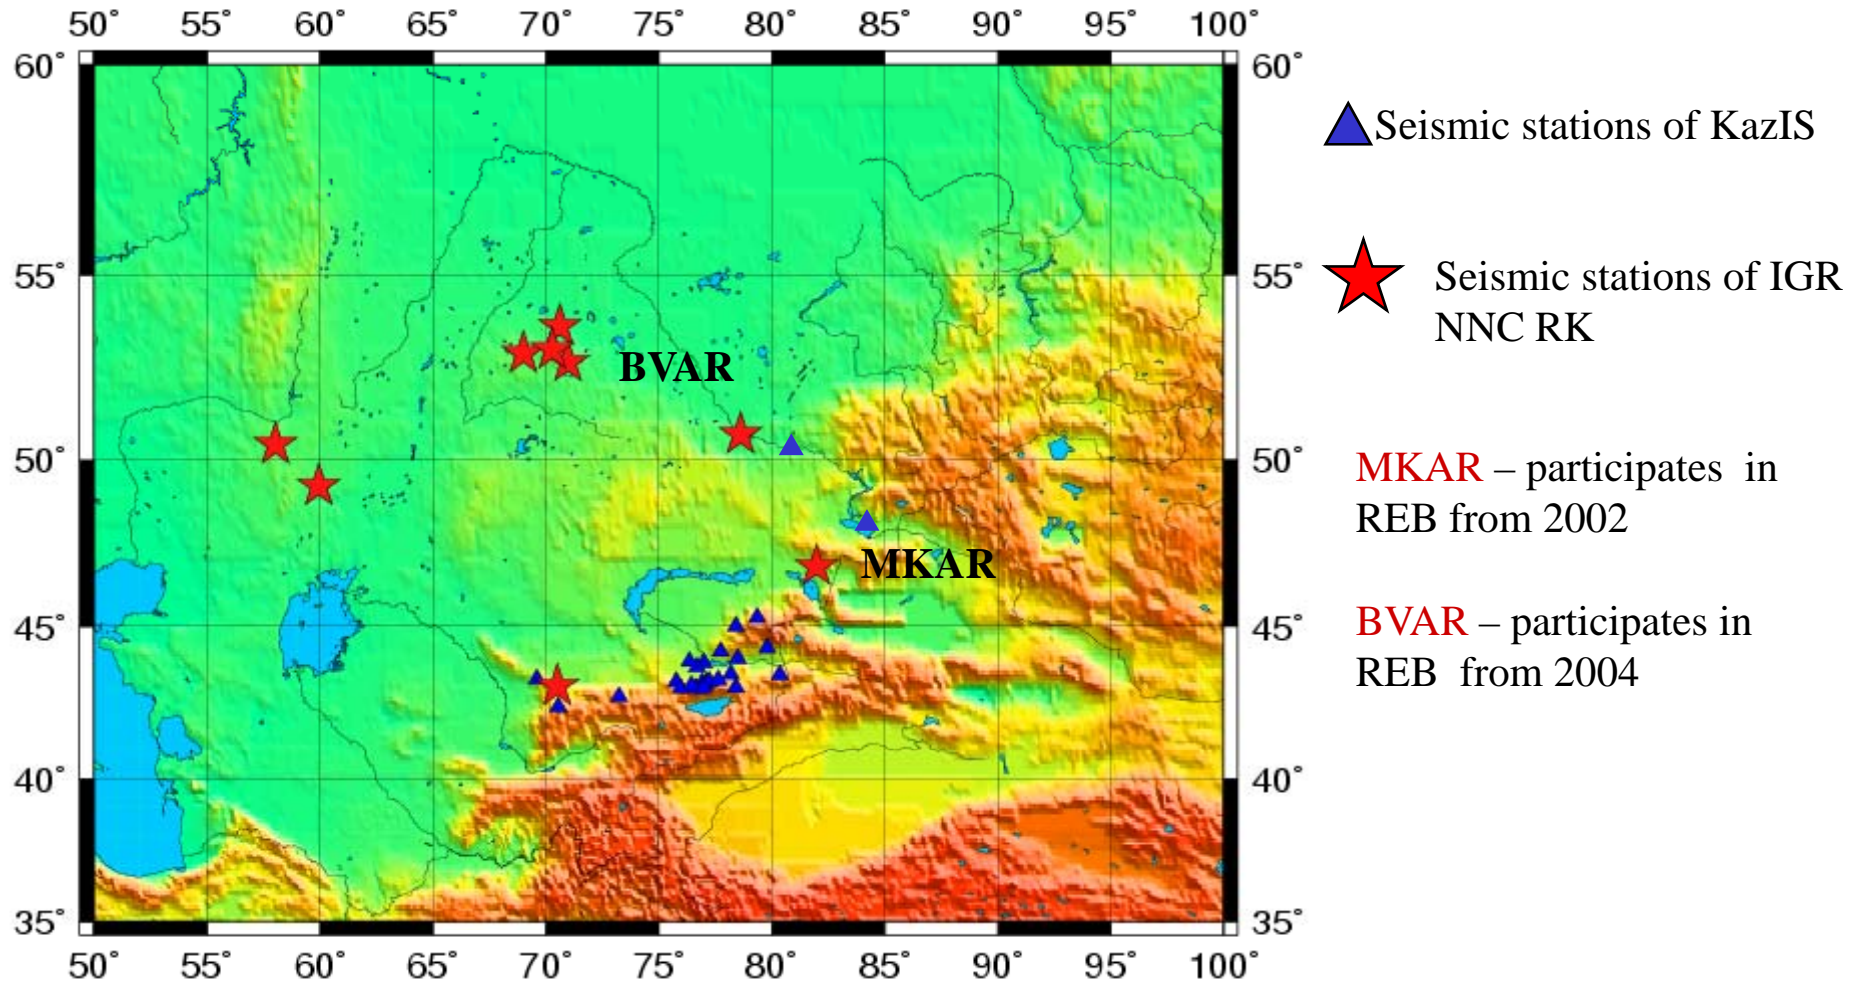 50° 55° 60° 65° 70° 75° 80° 85° 90° 95° 100°
60° 60°
55° 55°
50° 50°
45° 45°
40° 40°
35° 35°
50° 55° 60° 65° 70° 75° 80° 85° 90° 95° 100°
BVAR
MKAR
Seismic stations of KazIS
Seismic stations of IGR
NNC RK
MKAR – participates in
REB from 2002
BVAR – participates in
REB from 2004